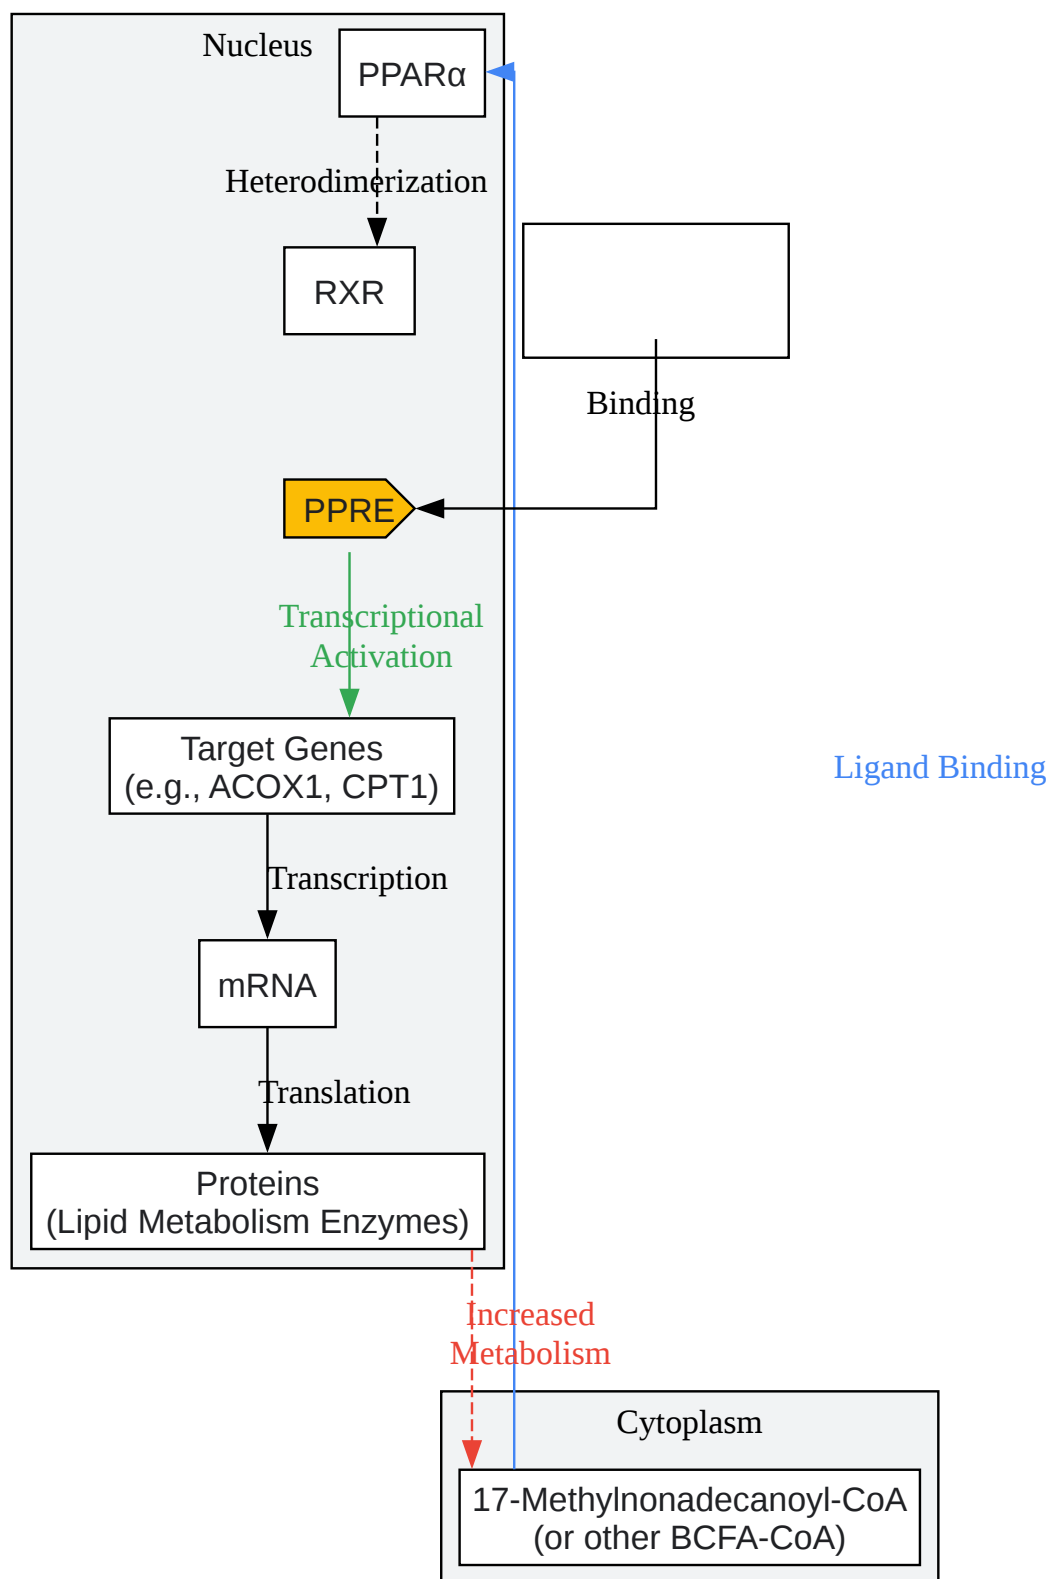 Nucleus
PPARα
Heterodimerization
RXR
Binding
PPRE
Transcriptional
Activation
Target Genes
(e.g., ACOX1, CPT1)
Ligand Binding
Transcription
mRNA
Translation
Proteins
(Lipid Metabolism Enzymes)
Increased
Metabolism
Cytoplasm
17-Methylnonadecanoyl-CoA
(or other BCFA-CoA)